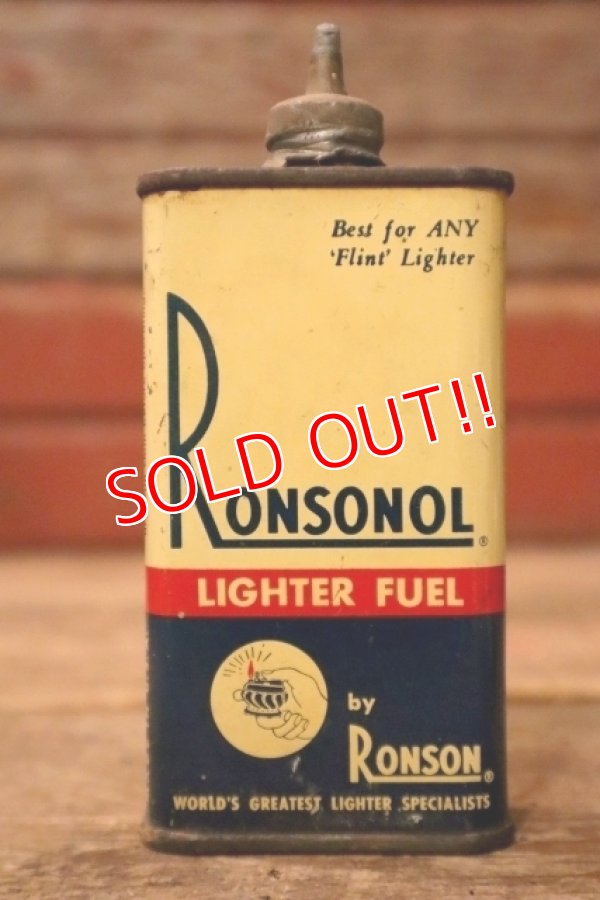 Best for ANY
'Flint' Lighter
SOLD OUT!!
RONSONOL®
LIGHTER FUEL
by
RONSON®
WORLD'S GREATEST LIGHTER SPECIALISTS